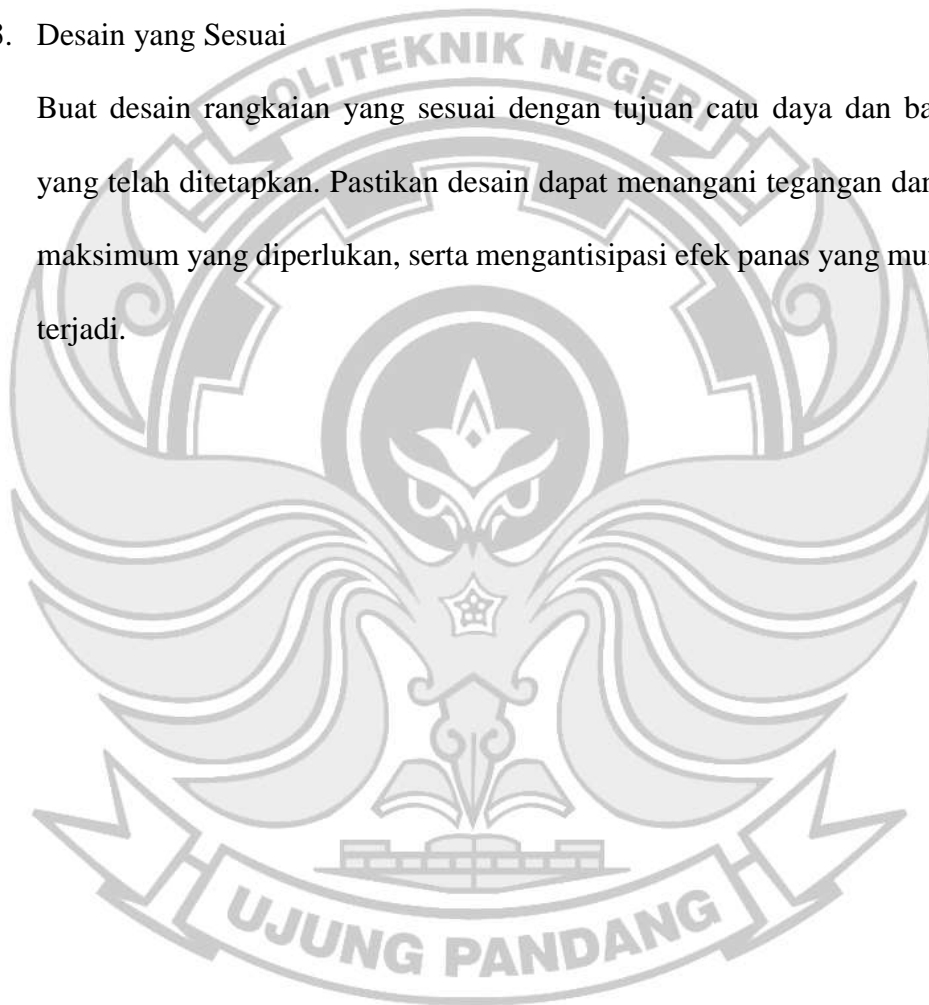 3. Desain yang Sesuai
POLITEKNIK NEGERI
Buat desain rangkaian yang sesuai dengan tujuan catu daya dan
yang telah ditetapkan. Pastikan desain dapat menangani tegangan
maksimum yang diperlukan, serta mengantisipasi efek panas yang
terjadi.
UJUNG PANDANG